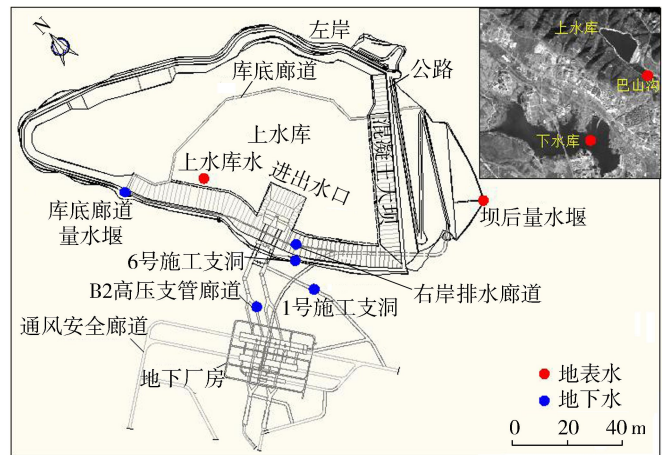 N
左岸
公路
库底廊道
上水库
上水库水
进出水口
混凝土大坝
库底廊道
量水堰
坝后量水堰
6号施工支洞
右岸排水廊道
B2高压支管廊道
1号施工支洞
通风安全廊道
地下厂房
上水库
巴山沟
下水库
地表水
地下水
0 20 40 m